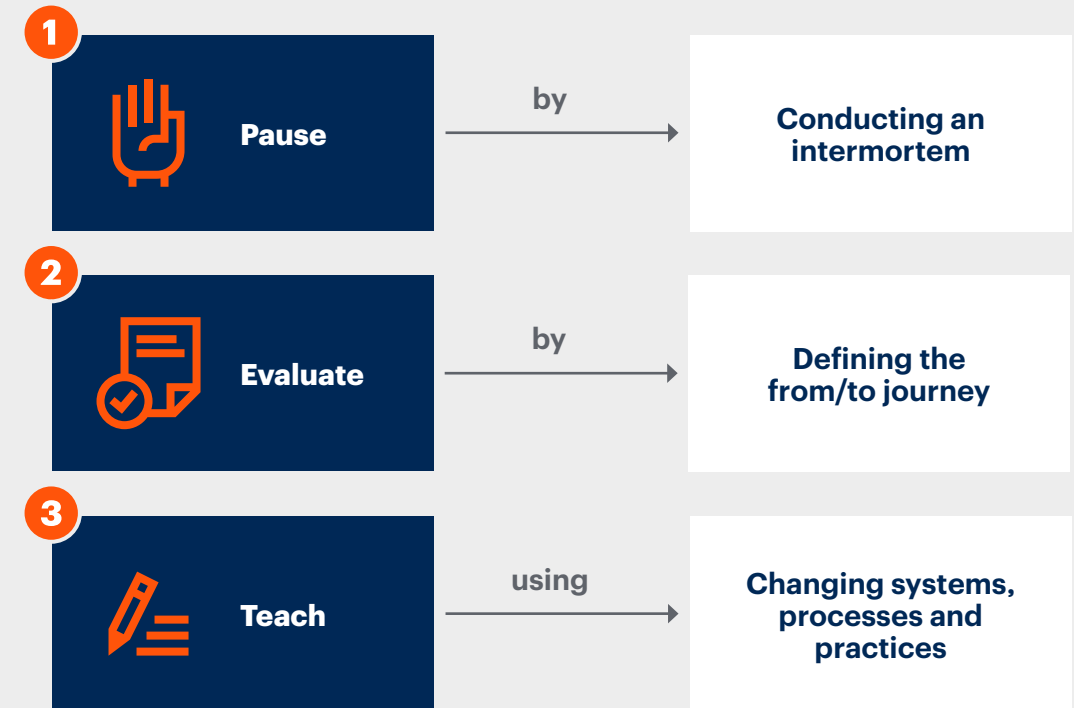 1
Pause
by
Conducting an
intermortem
2
Evaluate
by
Defining the
from/to journey
3
Teach
using
Changing systems,
processes and
practices